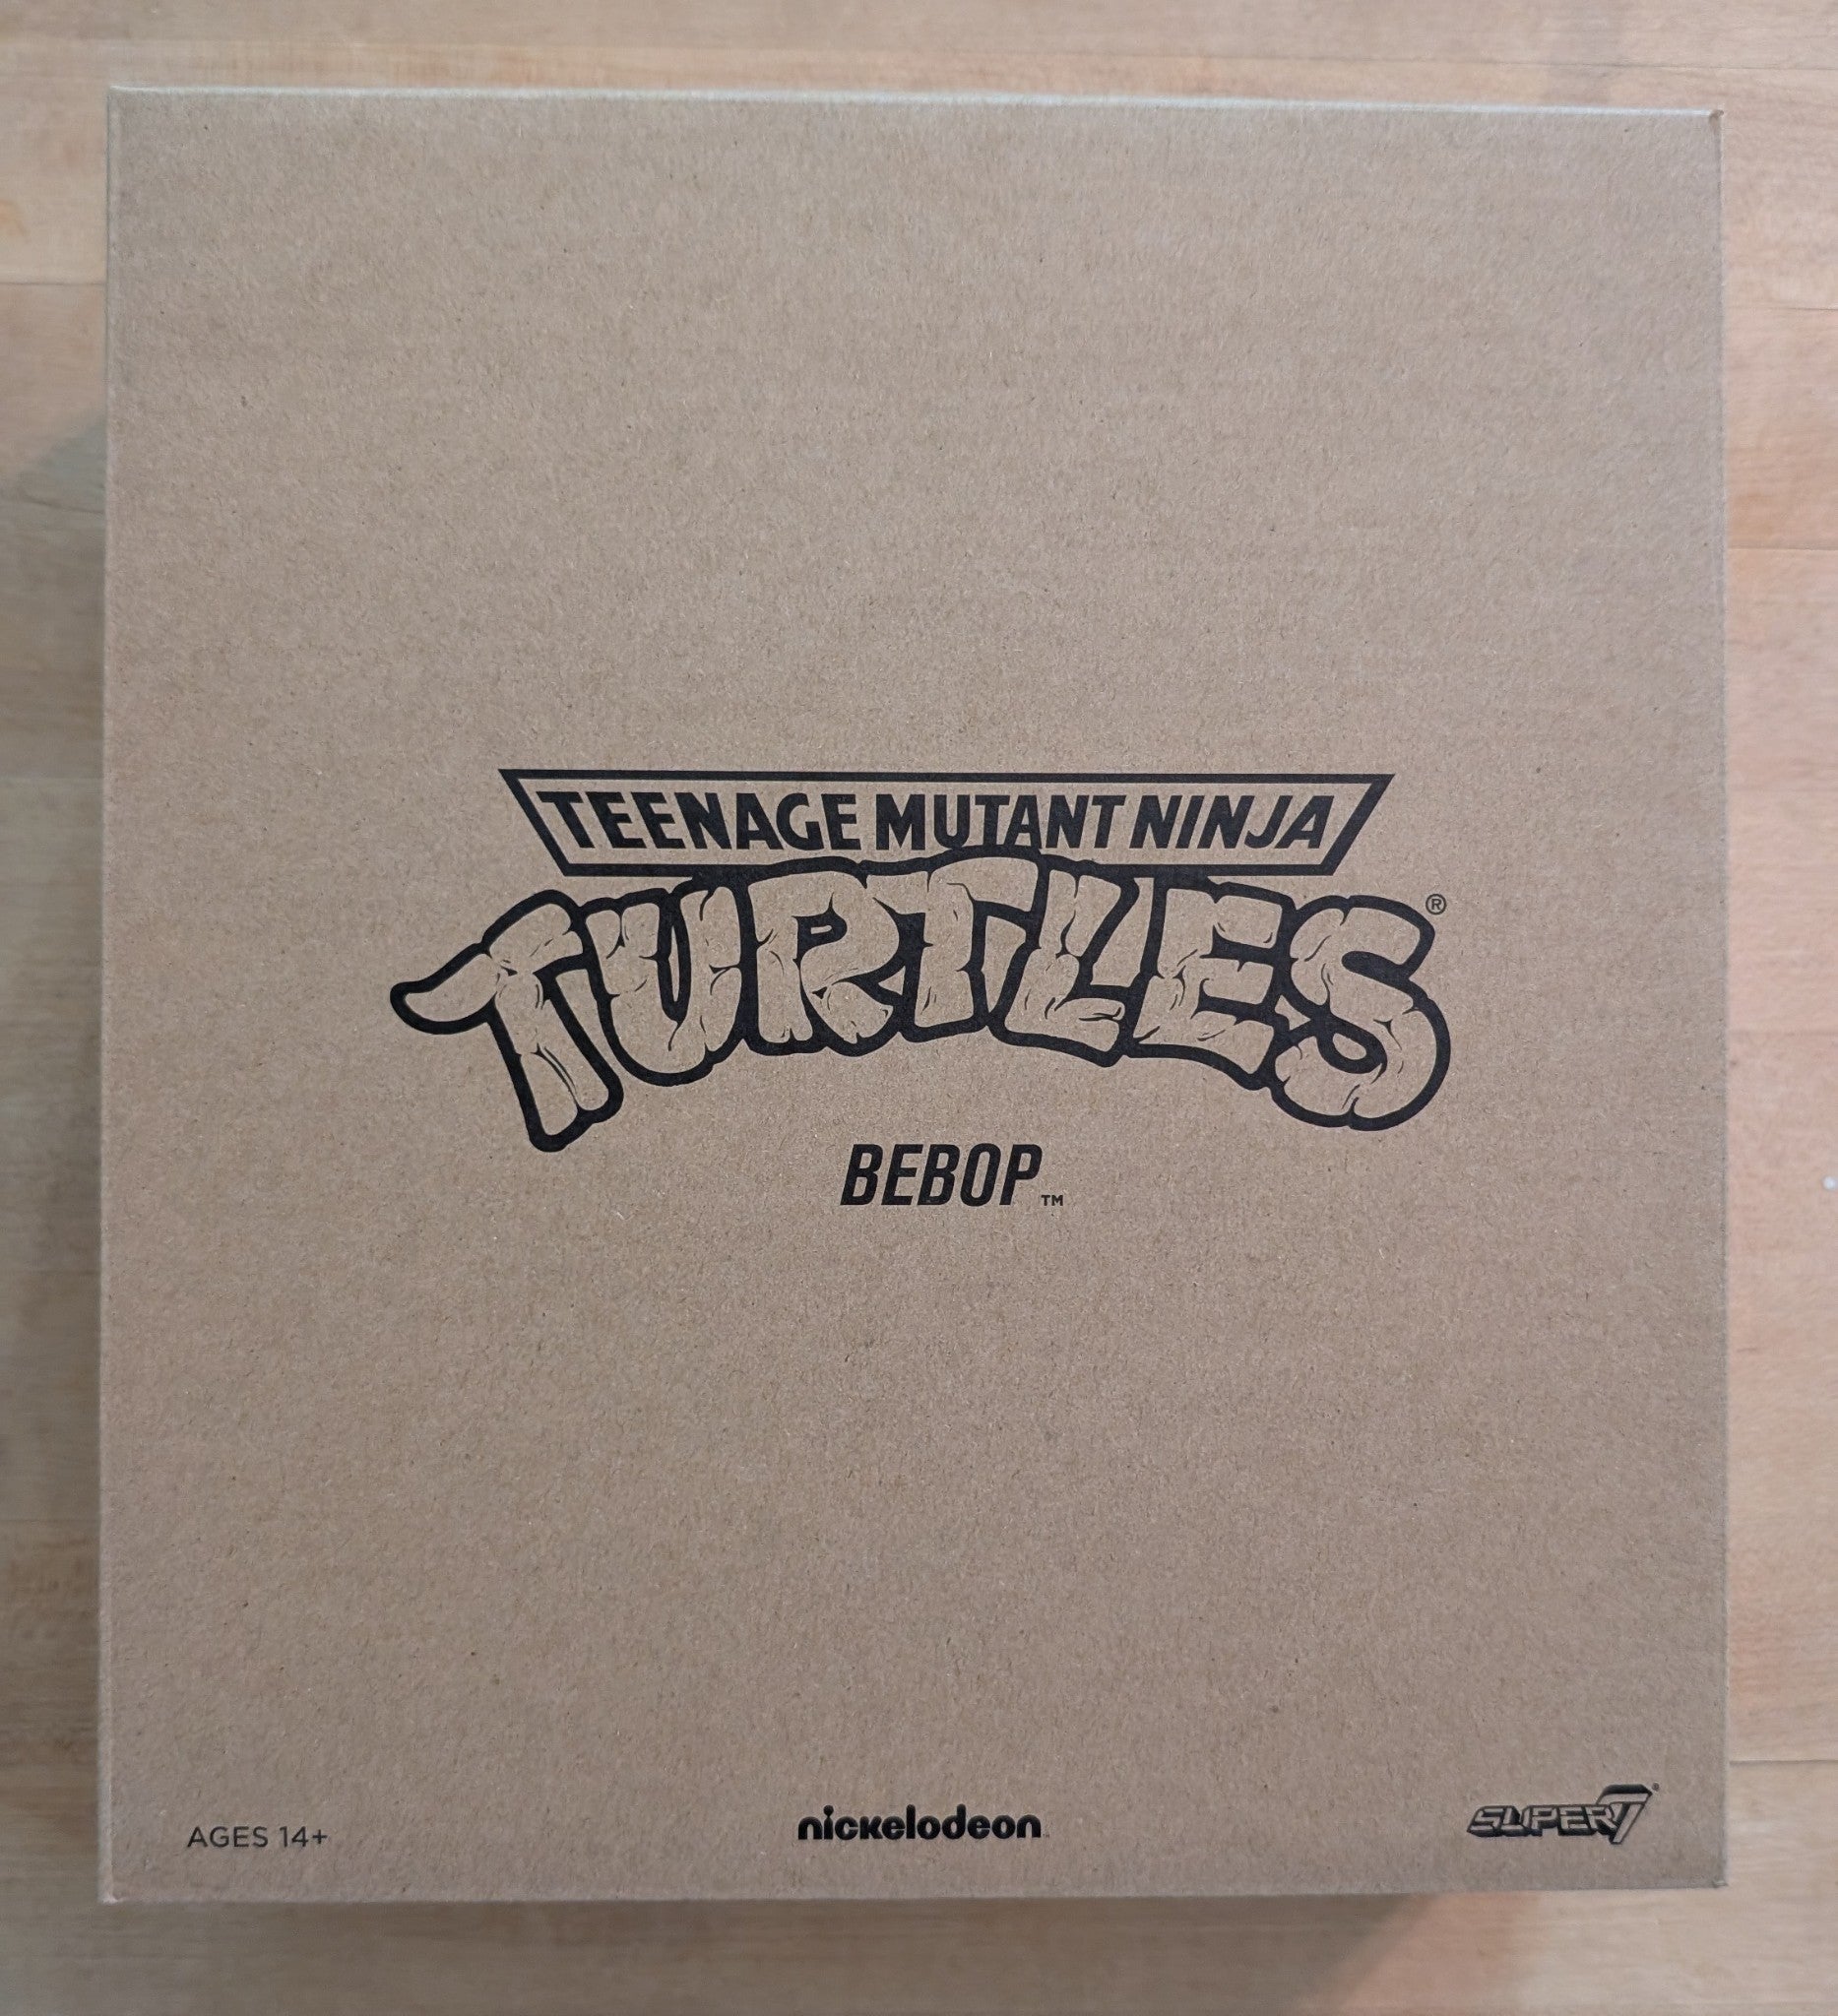 TEENAGE MUTANT NINJA
TURTLES®
BEBOP™
AGES 14+
nickelodeon
SUPER7®